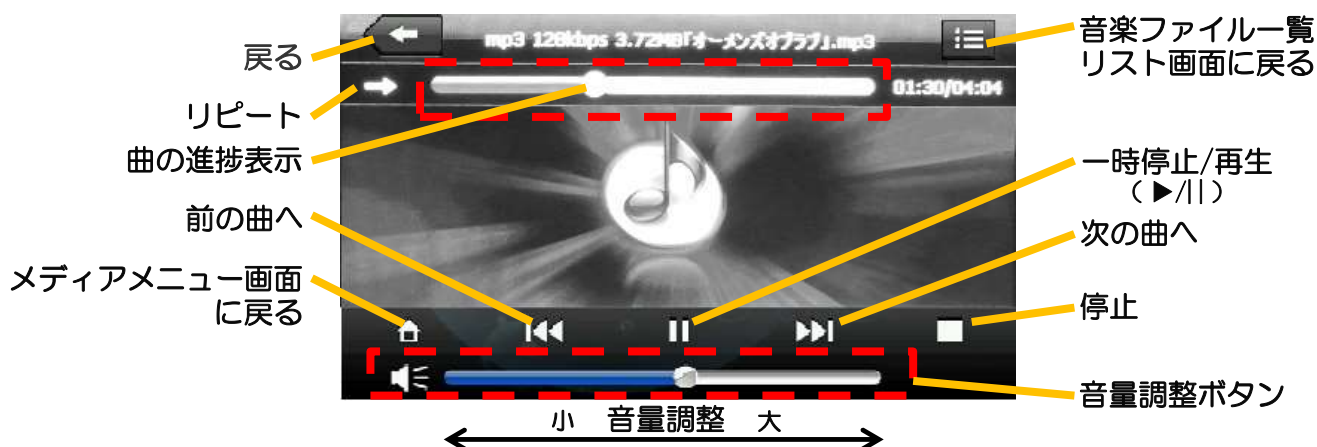 戻る
リピート
曲の進捗表示
前の曲へ
メディアメニュー画面
に戻る
mp3 128kbps 3.72MB「オーメンズオブラブ」.mp3
01:30/04:04
音楽ファイル一覧
リスト画面に戻る
一時停止/再生
(▶/||)
次の曲へ
停止
音量調整ボタン
小 音量調整 大